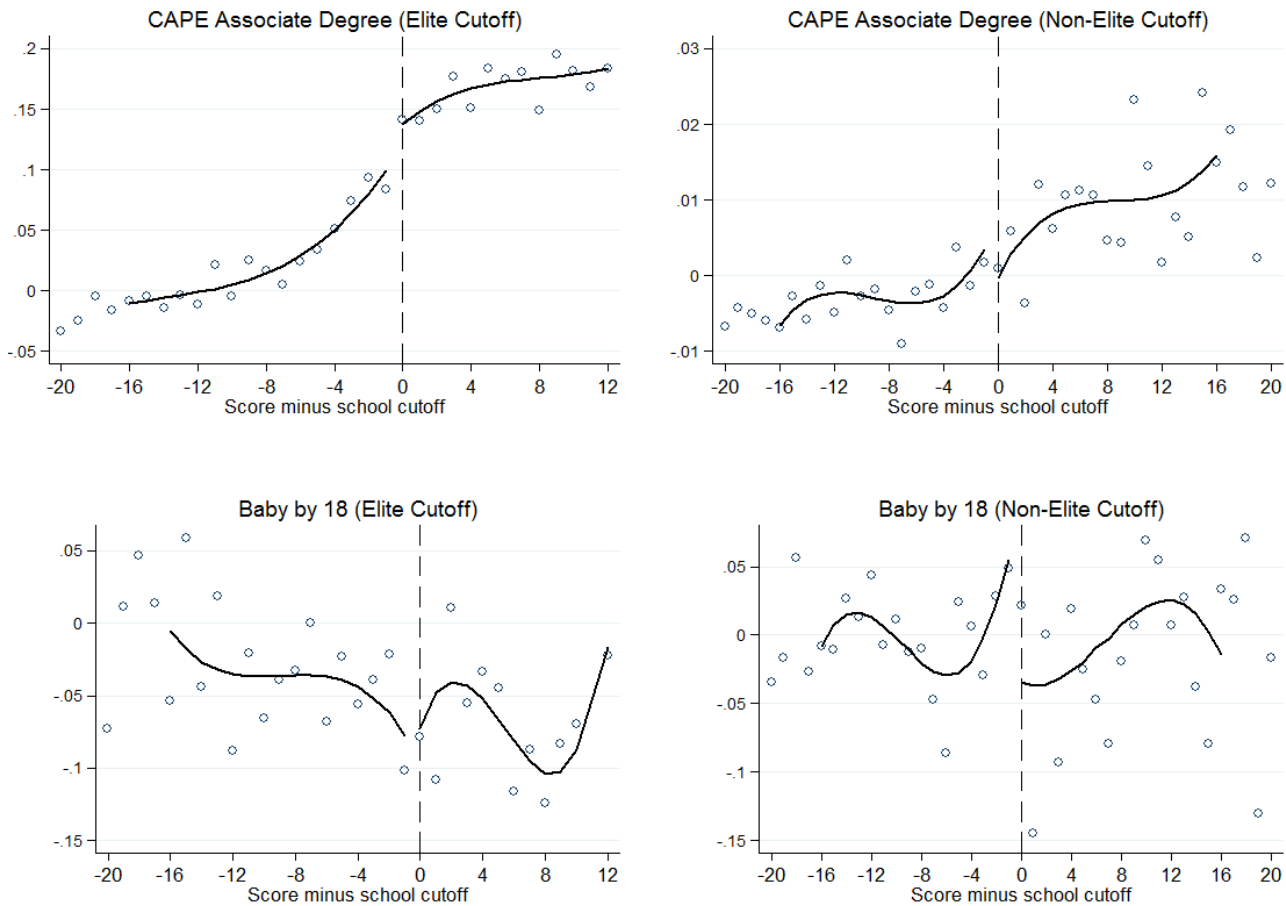 CAPE Associate Degree (Elite Cutoff)
.2
.15
.1
.05
0
-.05
-20 -16 -12 -8 -4 0 4 8 12
Score minus school cutoff
CAPE Associate Degree (Non-Elite Cutoff)
.03
.02
.01
0
-.01
-20 -16 -12 -8 -4 0 4 8 12 16 20
Score minus school cutoff
Baby by 18 (Elite Cutoff)
.05
0
-.05
-.1
-.15
-20 -16 -12 -8 -4 0 4 8 12
Score minus school cutoff
Baby by 18 (Non-Elite Cutoff)
.05
0
-.05
-.1
-.15
-20 -16 -12 -8 -4 0 4 8 12 16 20
Score minus school cutoff